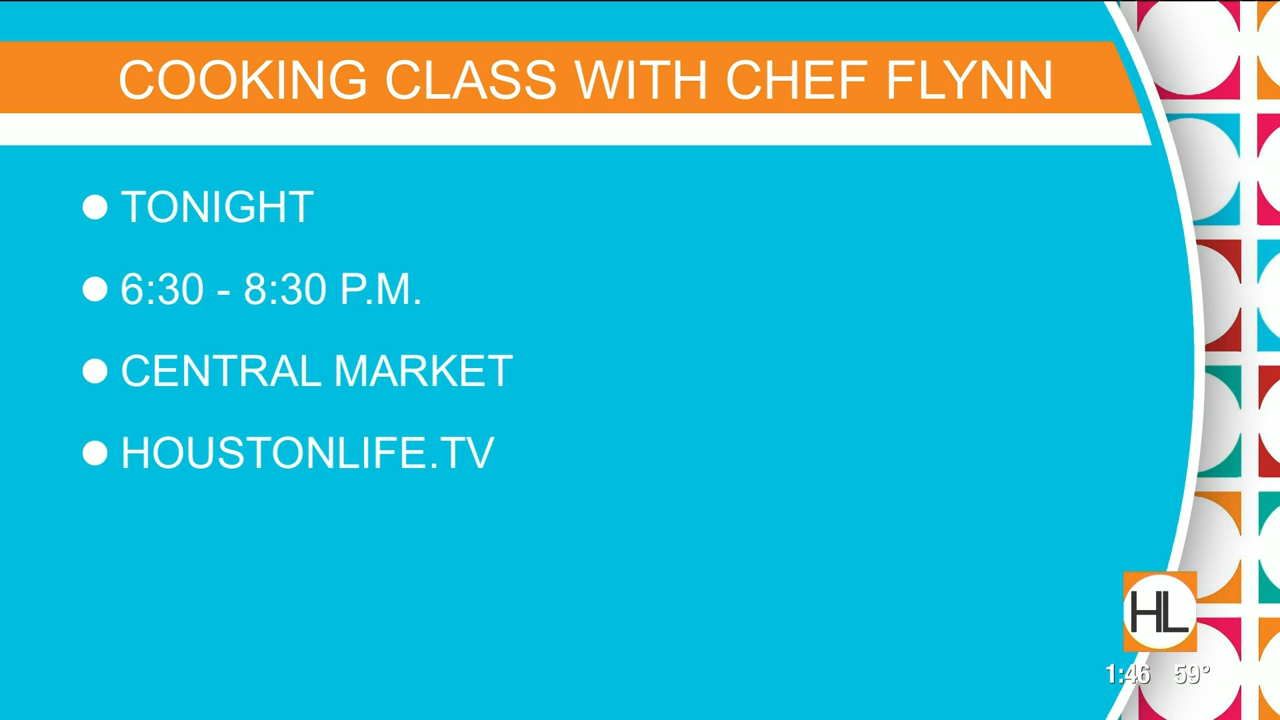 COOKING CLASS WITH CHEF FLYNN
TONIGHT
6:30 - 8:30 P.M.
CENTRAL MARKET
HOUSTONLIFE.TV
HL
1:46 59°